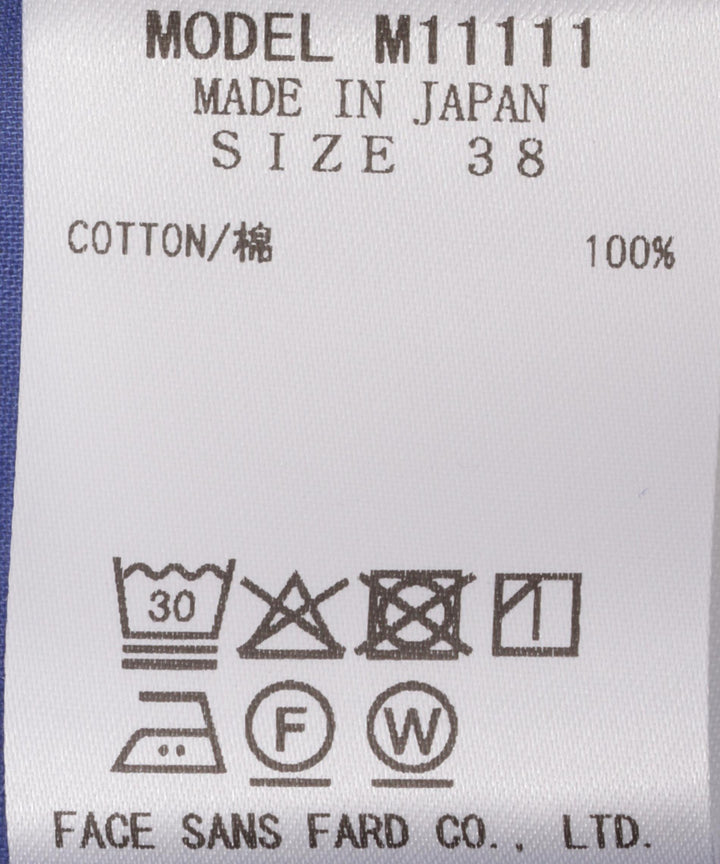 MODEL M11111
MADE IN JAPAN
SIZE 38
COTTON/棉 100%
30
F W
FACE SANS FARD CO., LTD.